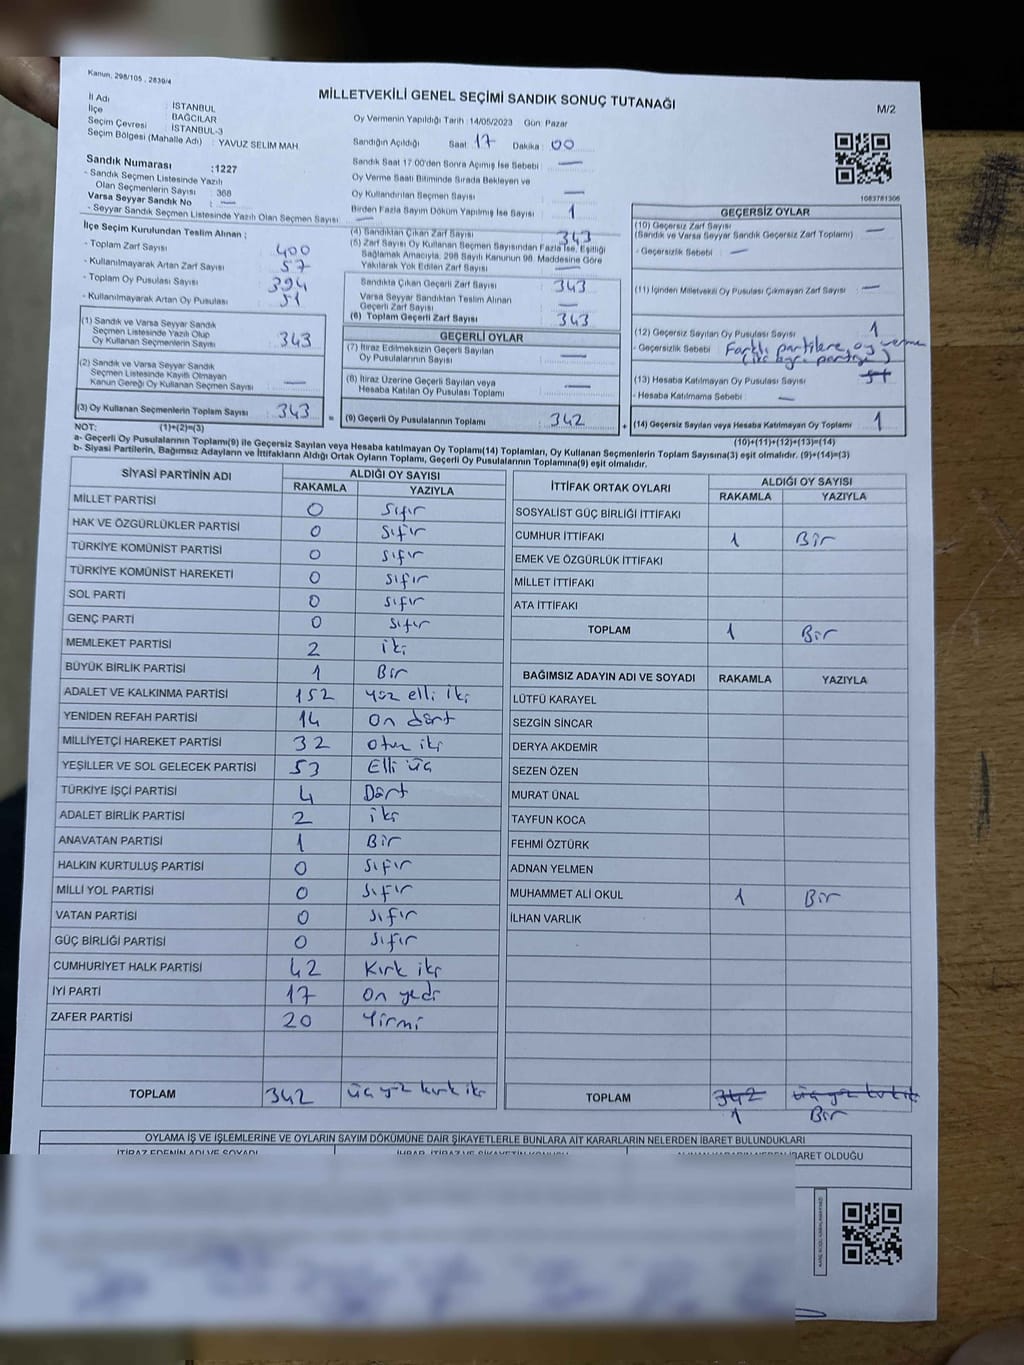 Kanun, 298/105 . 2839/4
MİLLETVEKİLİ GENEL SEÇİMİ SANDIK SONUÇ TUTANAĞI
M/2
İl Adı : İSTANBUL
İlçe : BAĞCILAR
Seçim Çevresi : İSTANBUL-3
Seçim Bölgesi (Mahalle Adı) : YAVUZ SELIM MAH
Oy Vermenin Yapıldığı Tarih :14/05/2023 Gün: Pazar
Sandığın Açıldığı Saat 17 Dakika : 00
Sandık Saat 17:00'den Sonra Açımış İse Sebebi : —
Oy Verme Saati Bitiminde Sırada Bekleyen ve
Oy Kullandırılan Seçmen Sayısı : —
Birden Fazla Sayım Döküm Yapılmış İse Sayısı : 1
Sandık Numarası :1227
- Sandık Seçmen Listesinde Yazılı
Olan Seçmenlerin Sayısı : 368
Varsa Seyyar Sandık No : —
- Seyyar Sandık Seçmen Listesinde Yazılı Olan Seçmen Sayısı : —
1083781306
İlçe Seçim Kurulundan Teslim Alınan ;
- Toplam Zarf Sayısı : 400
- Kullanılmayarak Artan Zarf Sayısı : 57
- Toplam Oy Pusulası Sayısı : 394
- Kullanılmayarak Artan Oy Pusulası : 51
(1) Sandık ve Varsa Seyyar Sandık
Seçmen Listesinde Yazılı Olup
Oy Kullanan Seçmenlerin Sayısı : 343
(2) Sandık ve Varsa Seyyar Sandık
Seçmen Listesinde Kayıtlı Olmayan
Kanun Gereği Oy Kullanan Seçmen Sayısı : —
(3) Oy Kullanan Seçmenlerin Toplam Sayısı : 343
(4) Sandıktan Çıkan Zarf Sayısı : 343
(5) Zarf Sayısı Oy Kullanan Seçmen Sayısından Fazla İse, Eşitliği
Sağlamak Amacıyla, 298 Sayılı Kanunun 98. Maddesine Göre
Yakılarak Yok Edilen Zarf Sayısı : —
Sandıkta Çıkan Geçerli Zarf Sayısı : 343
Varsa Seyyar Sandıktan Teslim Alınan
Geçerli Zarf Sayısı : —
(6) Toplam Geçerli Zarf Sayısı : 343
GEÇERLİ OYLAR
(7) İtiraz Edilmeksizin Geçerli Sayılan
Oy Pusulalarının Sayısı : —
(8) İtiraz Üzerine Geçerli Sayılan veya
Hesaba Katılan Oy Pusulaları Toplamı : —
= (9) Geçerli Oy Pusulalarının Toplamı : 342
GEÇERSİZ OYLAR
(10) Geçersiz Zarf Sayısı
(Sandık ve Varsa Seyyar Sandık Geçersiz Zarf Toplamı) : —
- Geçersizlik Sebebi : —
(11) İçinden Milletvekili Oy Pusulası Çıkmayan Zarf Sayısı : —
(12) Geçersiz Sayılan Oy Pusulası Sayısı : 1
- Geçersizlik Sebebi : Farklı partilere oy verme
(iki ayrı partiye)
(13) Hesaba Katılmayan Oy Pusulası Sayısı :
- Hesaba Katılmama Sebebi : —
+ (14) Geçersiz Sayılan veya Hesaba Katılmayan Oy Toplamı : 1
NOT: (1)+(2)=(3)
(10)+(11)+(12)+(13)=(14)
a- Geçerli Oy Pusulalarının Toplamı(9) ile Geçersiz Sayılan veya Hesaba katılmayan Oy Toplamı(14) Toplamları, Oy Kullanan Seçmenlerin Toplam Sayısına(3) eşit olmalıdır. (9)+(14)=(3)
b- Siyasi Partilerin, Bağımsız Adayların ve İttifakların Aldığı Ortak Oyların Toplamı, Geçerli Oy Pusulalarının Toplamına(9) eşit olmalıdır.
SİYASİ PARTİNİN ADI ALDIĞI OY SAYISI
RAKAMLA YAZIYLA
MİLLET PARTİSİ 0 Sıfır
HAK VE ÖZGÜRLÜKLER PARTİSİ 0 Sıfır
TÜRKİYE KOMÜNİST PARTİSİ 0 sıfır
TÜRKİYE KOMÜNİST HAREKETİ 0 sıfır
SOL PARTİ 0 sıfır
GENÇ PARTİ 0 sıfır
MEMLEKET PARTİSİ 2 iki
BÜYÜK BİRLİK PARTİSİ 1 Bir
ADALET VE KALKINMA PARTİSİ 152 Yüz elli iki
YENİDEN REFAH PARTİSİ 14 On dört
MİLLİYETÇİ HAREKET PARTİSİ 32 Otuz iki
YEŞİLLER VE SOL GELECEK PARTİSİ 53 Elli üç
TÜRKİYE İŞÇİ PARTİSİ 4 Dört
ADALET BİRLİK PARTİSİ 2 iki
ANAVATAN PARTİSİ 1 Bir
HALKIN KURTULUŞ PARTİSİ 0 sıfır
MİLLİ YOL PARTİSİ 0 sıfır
VATAN PARTİSİ 0 sıfır
GÜÇ BİRLİĞİ PARTİSİ 0 sıfır
CUMHURİYET HALK PARTİSİ 42 Kırk iki
İYİ PARTİ 17 On yedi
ZAFER PARTİSİ 20 Yirmi
TOPLAM 342 üç yüz kırk iki
İTTİFAK ORTAK OYLARI ALDIĞI OY SAYISI
RAKAMLA YAZIYLA
SOSYALIST GÜÇ BİRLİĞİ İTTİFAKI
CUMHUR İTTİFAKI 1 Bir
EMEK VE ÖZGÜRLÜK İTTİFAKI
MİLLET İTTİFAKI
ATA İTTİFAKI
TOPLAM 1 Bir
BAĞIMSIZ ADAYIN ADI VE SOYADI RAKAMLA YAZIYLA
LÜTFÜ KARAYEL
SEZGİN SİNCAR
DERYA AKDEMİR
SEZEN ÖZEN
MURAT ÜNAL
TAYFUN KOCA
FEHMİ ÖZTÜRK
ADNAN YELMEN
MUHAMMET ALİ OKUL 1 Bir
İLHAN VARLIK
TOPLAM 342 üç yüz kırk iki
1 Bir
OYLAMA İŞ VE İŞLEMLERİNE VE OYLARIN SAYIM DÖKÜMÜNE DAİR ŞİKAYETLERLE BUNLARA AİT KARARLARIN NELERDEN İBARET BULUNDUKLARI
İTİRAZ EDENİN ADI VE SOYADI
İBARET OLDUĞU